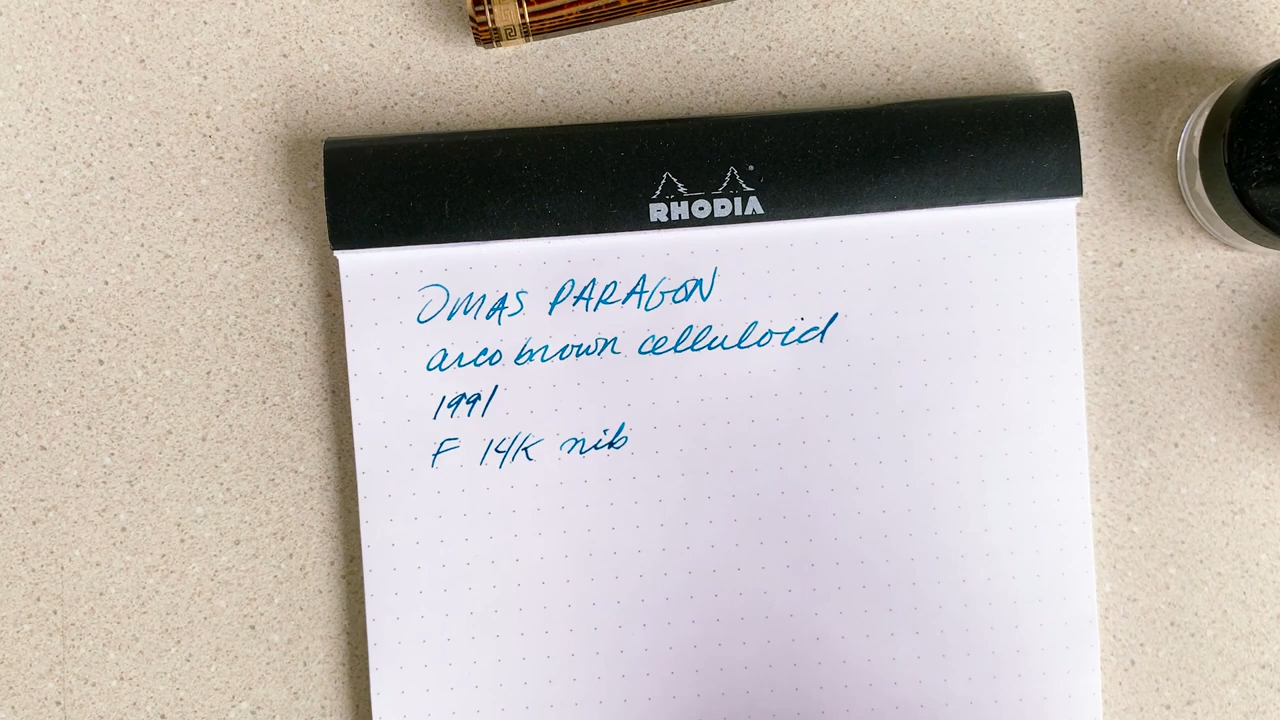 RHODIA
OMAS PARAGON
arco brown celluloid
1991
F 14K nib